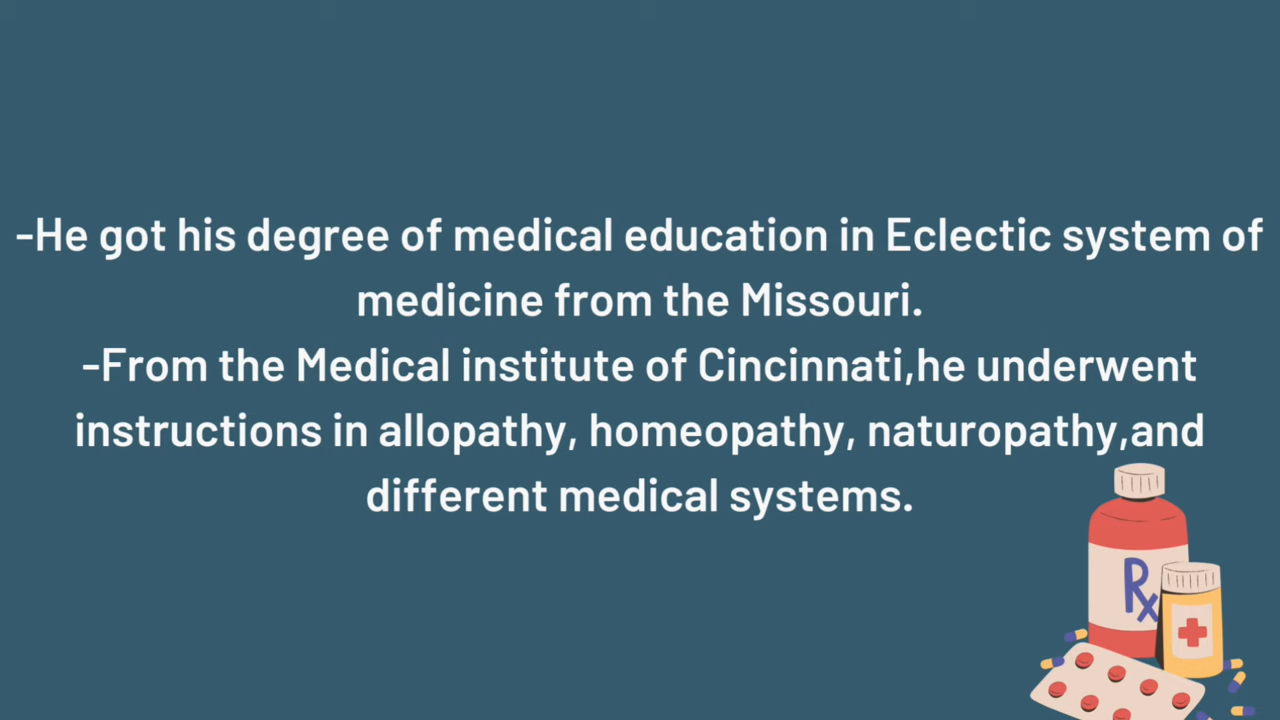 -He got his degree of medical education in Eclectic system of
medicine from the Missouri.
-From the Medical institute of Cincinnati,he underwent
instructions in allopathy, homeopathy, naturopathy,and
different medical systems.
Rx